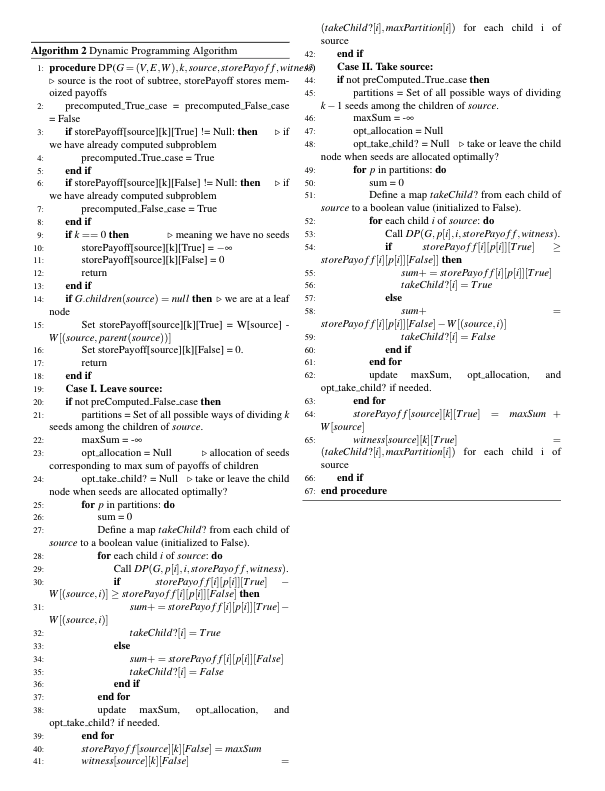 Algorithm 2 Dynamic Programming Algorithm
1: procedure DP(G = (V,E,W), k, source, storePayoff, witness)
▷ source is the root of subtree, storePayoff stores mem-
oized payoffs
2: precomputed_True_case = precomputed_False_case
= False
3: if storePayoff[source][k][True] != Null: then ▷ if
we have already computed subproblem
4: precomputed_True_case = True
5: end if
6: if storePayoff[source][k][False] != Null: then ▷ if
we have already computed subproblem
7: precomputed_False_case = True
8: end if
9: if k == 0 then ▷ meaning we have no seeds
10: storePayoff[source][k][True] = −∞
11: storePayoff[source][k][False] = 0
12: return
13: end if
14: if G.children(source) = null then ▷ we are at a leaf
node
15: Set storePayoff[source][k][True] = W[source] -
W[(source, parent(source))]
16: Set storePayoff[source][k][False] = 0.
17: return
18: end if
19: Case I. Leave source:
20: if not preComputed_False_case then
21: partitions = Set of all possible ways of dividing k
seeds among the children of source.
22: maxSum = -∞
23: opt_allocation = Null ▷ allocation of seeds
corresponding to max sum of payoffs of children
24: opt_take_child? = Null ▷ take or leave the child
node when seeds are allocated optimally?
25: for p in partitions: do
26: sum = 0
27: Define a map takeChild? from each child of
source to a boolean value (initialized to False).
28: for each child i of source: do
29: Call DP(G, p[i], i, storePayoff, witness).
30: if storePayoff[i][p[i]][True] −
W[(source, i)] ≥ storePayoff[i][p[i]][False] then
31: sum+ = storePayoff[i][p[i]][True] −
W[(source, i)]
32: takeChild?[i] = True
33: else
34: sum+ = storePayoff[i][p[i]][False]
35: takeChild?[i] = False
36: end if
37: end for
38: update maxSum, opt_allocation, and
opt_take_child? if needed.
39: end for
40: storePayoff[source][k][False] = maxSum
41: witness[source][k][False] =
(takeChild?[i], maxPartition[i]) for each child i of
source
42: end if
43: Case II. Take source:
44: if not preComputed_True_case then
45: partitions = Set of all possible ways of dividing
k − 1 seeds among the children of source.
46: maxSum = -∞
47: opt_allocation = Null
48: opt_take_child? = Null ▷ take or leave the child
node when seeds are allocated optimally?
49: for p in partitions: do
50: sum = 0
51: Define a map takeChild? from each child of
source to a boolean value (initialized to False).
52: for each child i of source: do
53: Call DP(G, p[i], i, storePayoff, witness).
54: if storePayoff[i][p[i]][True] ≥
storePayoff[i][p[i]][False]] then
55: sum+ = storePayoff[i][p[i]][True]
56: takeChild?[i] = True
57: else
58: sum+ =
storePayoff[i][p[i]][False] − W[(source, i)]
59: takeChild?[i] = False
60: end if
61: end for
62: update maxSum, opt_allocation, and
opt_take_child? if needed.
63: end for
64: storePayoff[source][k][True] = maxSum +
W[source]
65: witness[source][k][True] =
(takeChild?[i], maxPartition[i]) for each child i of
source
66: end if
67: end procedure